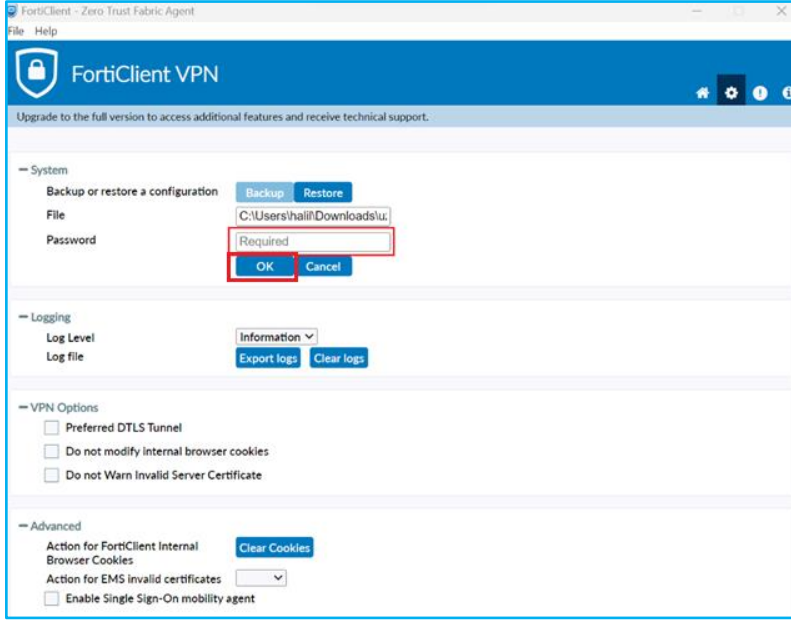 FortiClient - Zero Trust Fabric Agent
File Help
FortiClient VPN
Upgrade to the full version to access additional features and receive technical support.
System
Backup or restore a configuration Backup Restore
File C:\Users\halil\Downloads\u:
Password Required
OK Cancel
Logging
Log Level Information
Log file Export logs Clear logs
VPN Options
Preferred DTLS Tunnel
Do not modify internal browser cookies
Do not Warn Invalid Server Certificate
Advanced
Action for FortiClient Internal Clear Cookies
Browser Cookies
Action for EMS invalid certificates
Enable Single Sign-On mobility agent